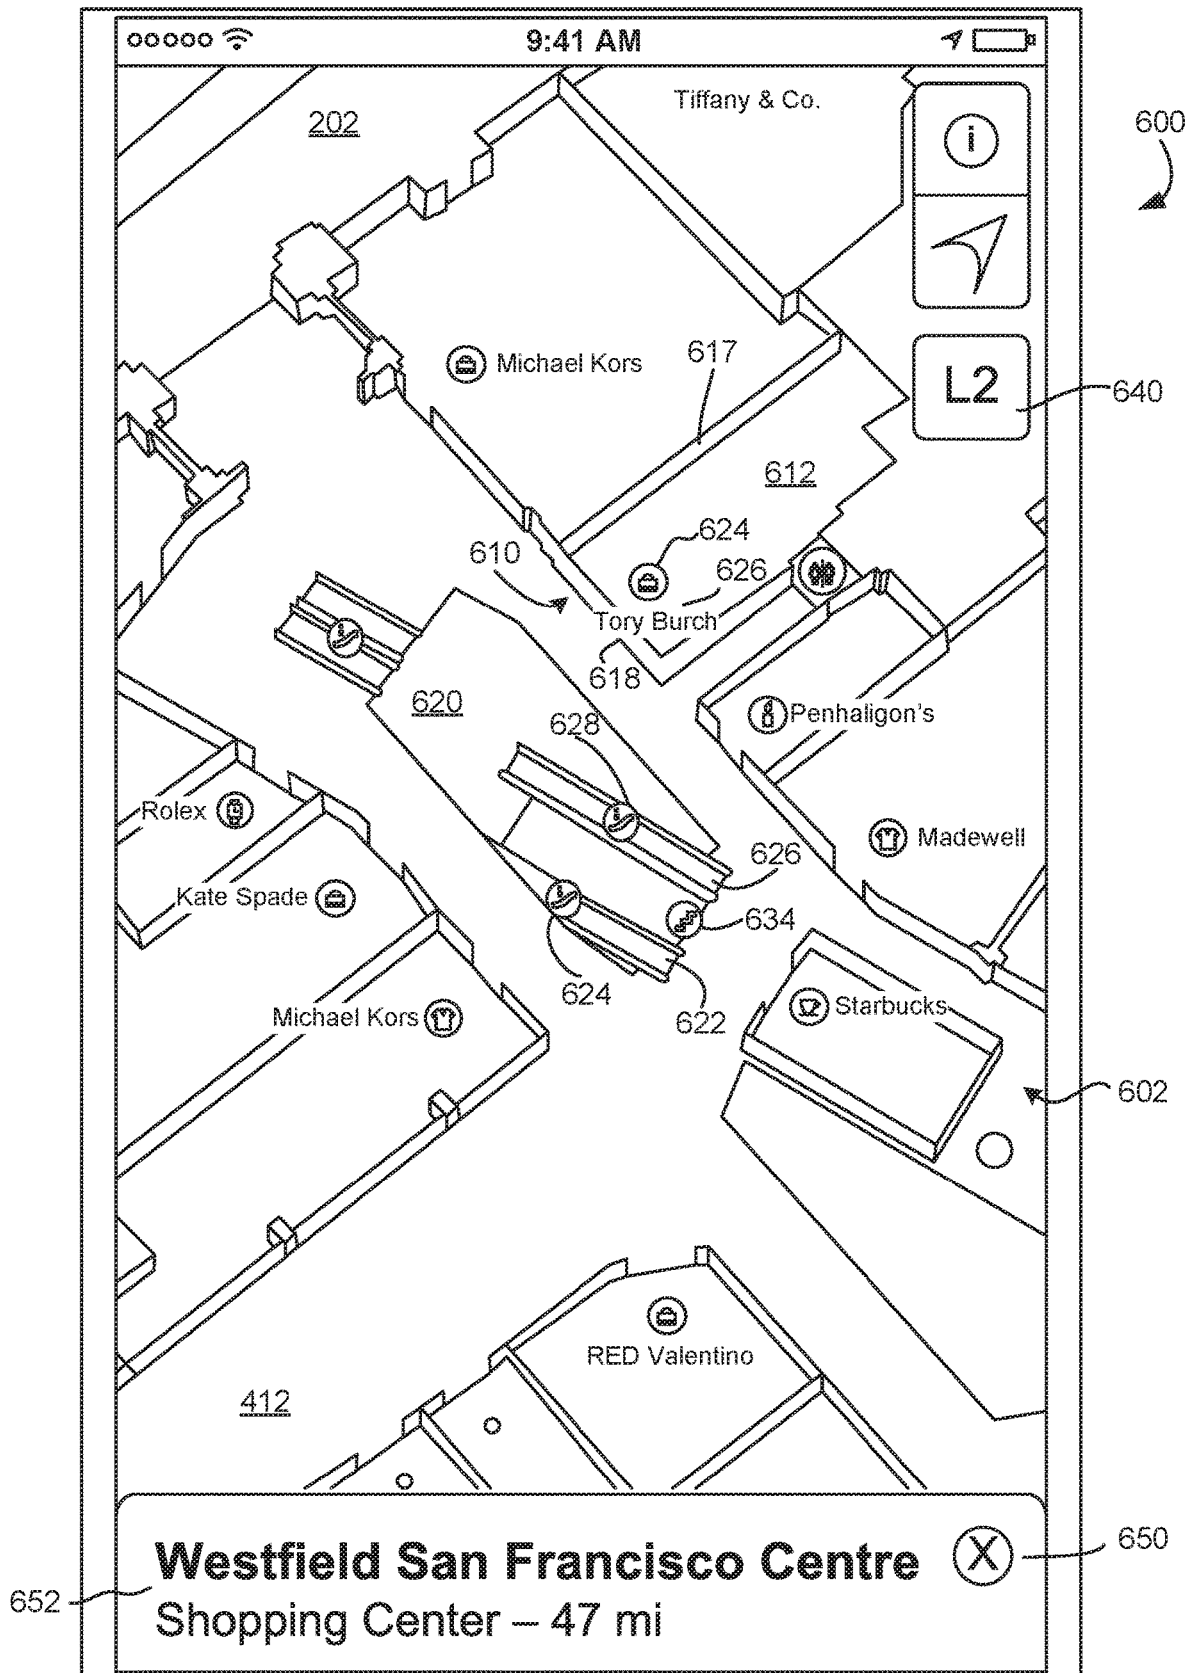 9:41 AM
Tiffany & Co.
202
i
600
617
Michael Kors
L2
640
612
624
610
626
Tory Burch
618
620
628
Penhaligon's
Rolex
Madewell
626
Kate Spade
634
624
622
Michael Kors
Starbucks
602
RED Valentino
412
Westfield San Francisco Centre
X
650
652
Shopping Center – 47 mi